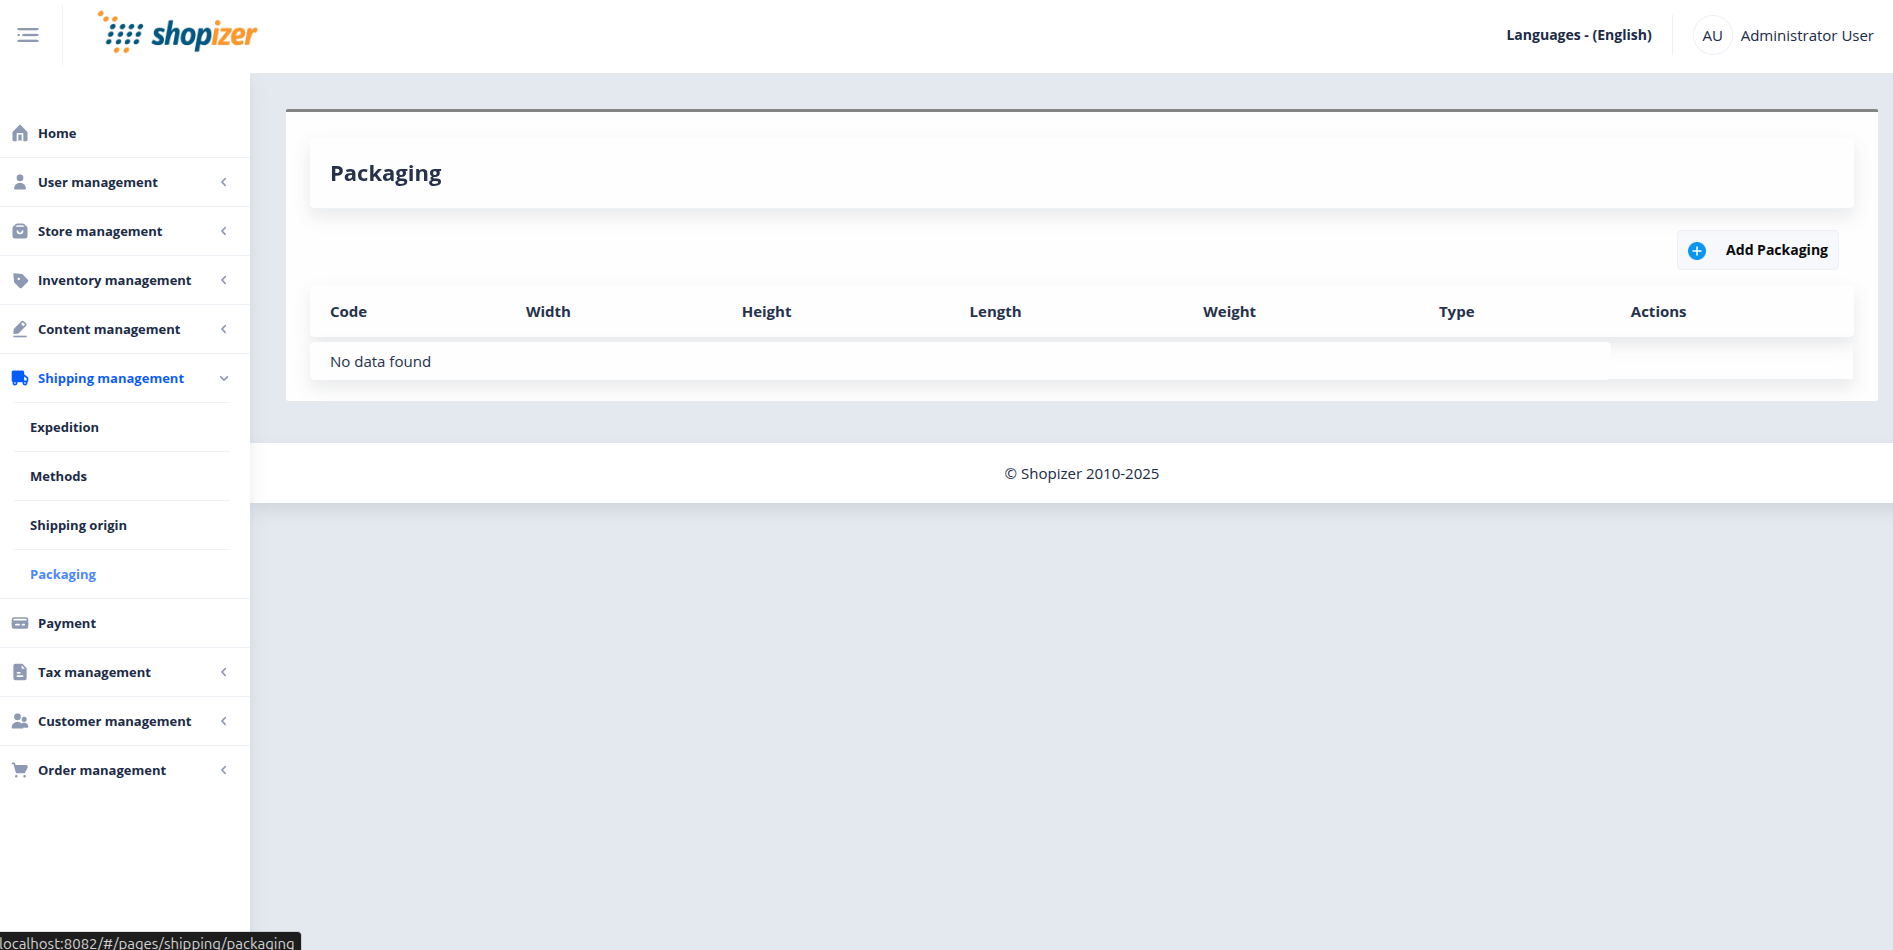 shopizer
Languages - (English)
AU Administrator User
Home
User management
Store management
Inventory management
Content management
Shipping management
Expedition
Methods
Shipping origin
Packaging
Payment
Tax management
Customer management
Order management
Packaging
Add Packaging
Code Width Height Length Weight Type Actions
No data found
© Shopizer 2010-2025
localhost:8082/#/pages/shipping/packaging